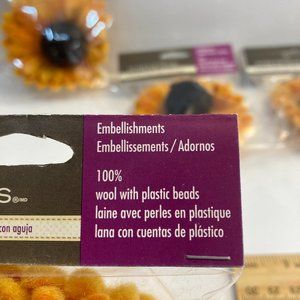 Embellishments
Embellissements / Adornos
100%
wool with plastic beads
laine avec perles en plastique
lana con cuentas de plástico
S®MD
con aguja